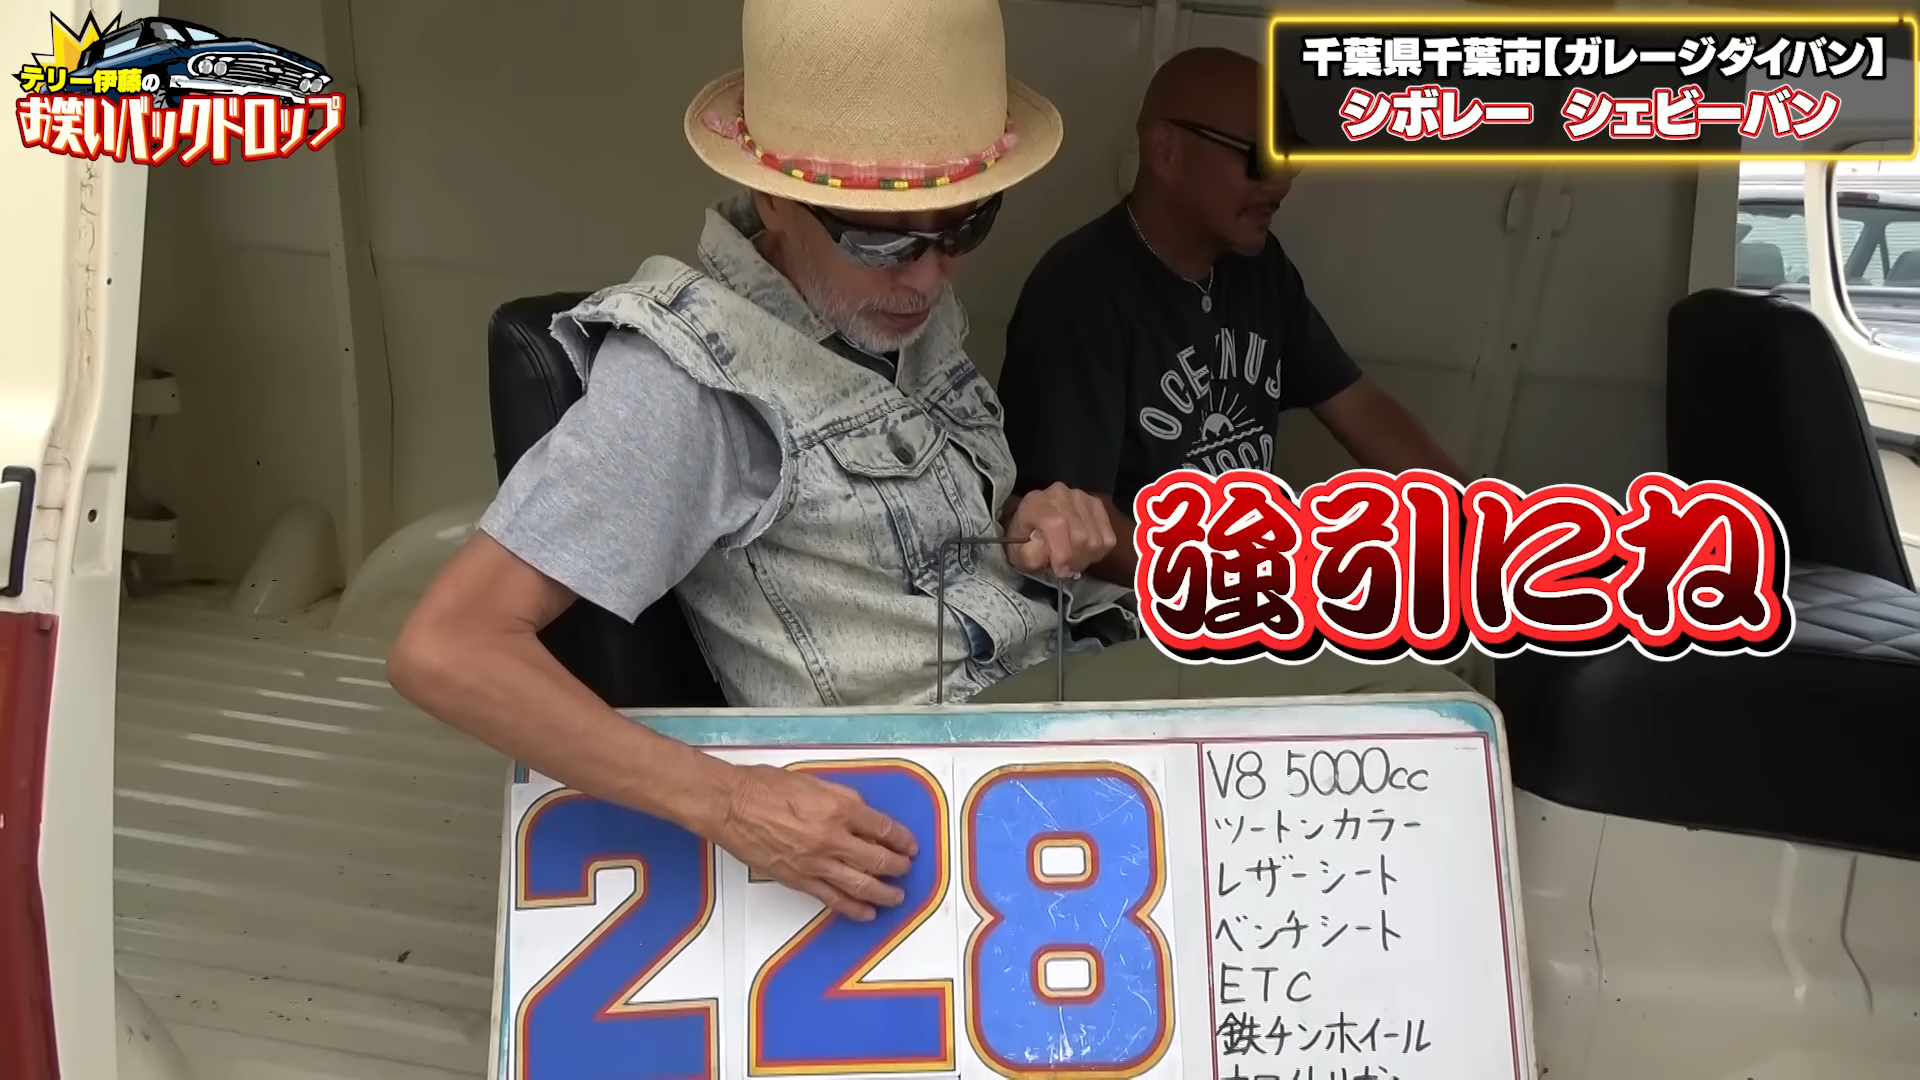 テリー伊藤の
お笑いバックドロップ
千葉県千葉市【ガレージダイバン】
シボレー シェビーバン
OCEANUS
DISCO
強引にね
228
V8 5000cc
ツートンカラー
レザーシート
ベンチシート
ETC
鉄チンホイール